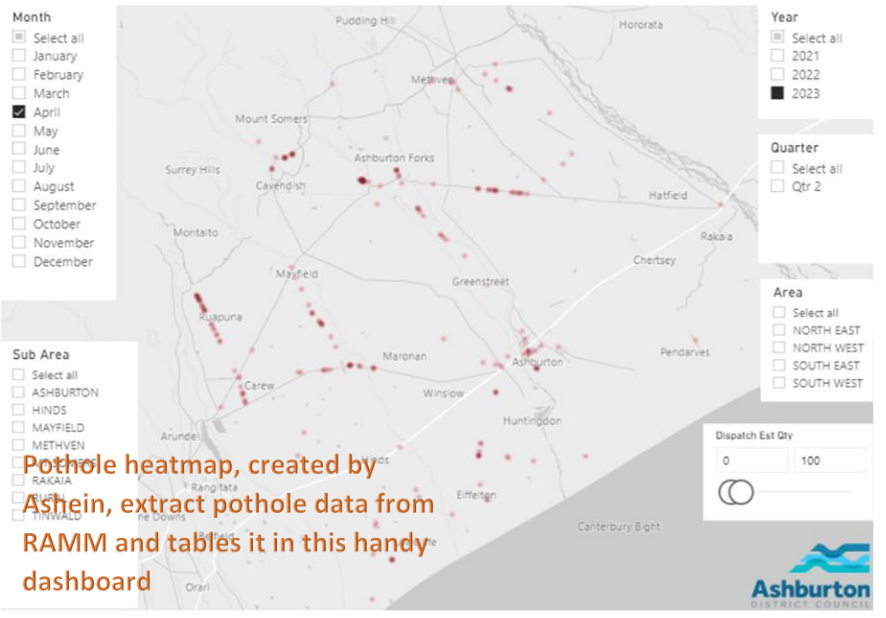 Month
Select all
January
February
March
April
May
June
July
August
September
October
November
December
Pudding Hill
Hororata
Methven
Mount Somers
Surrey Hills
Ashburton Forks
Cavendish
Hatfield
Montalto
Rakaia
Chertsey
Mayfield
Greenstreet
Ruapuna
Maronan
Ashburton
Pendarves
Carew
Winslow
Huntingdon
Arundel
Hinds
Rangitata
Eiffelton
Canterbury Bight
Orari
Year
Select all
2021
2022
2023
Quarter
Select all
Qtr 2
Area
Select all
NORTH EAST
NORTH WEST
SOUTH EAST
SOUTH WEST
Sub Area
Select all
ASHBURTON
HINDS
MAYFIELD
METHVEN
RAKAIA
RURAL
TINWALD
Dispatch Est Qty
0 100
Pothole heatmap, created by
Ashein, extract pothole data from
RAMM and tables it in this handy
dashboard
Ashburton
DISTRICT COUNCIL